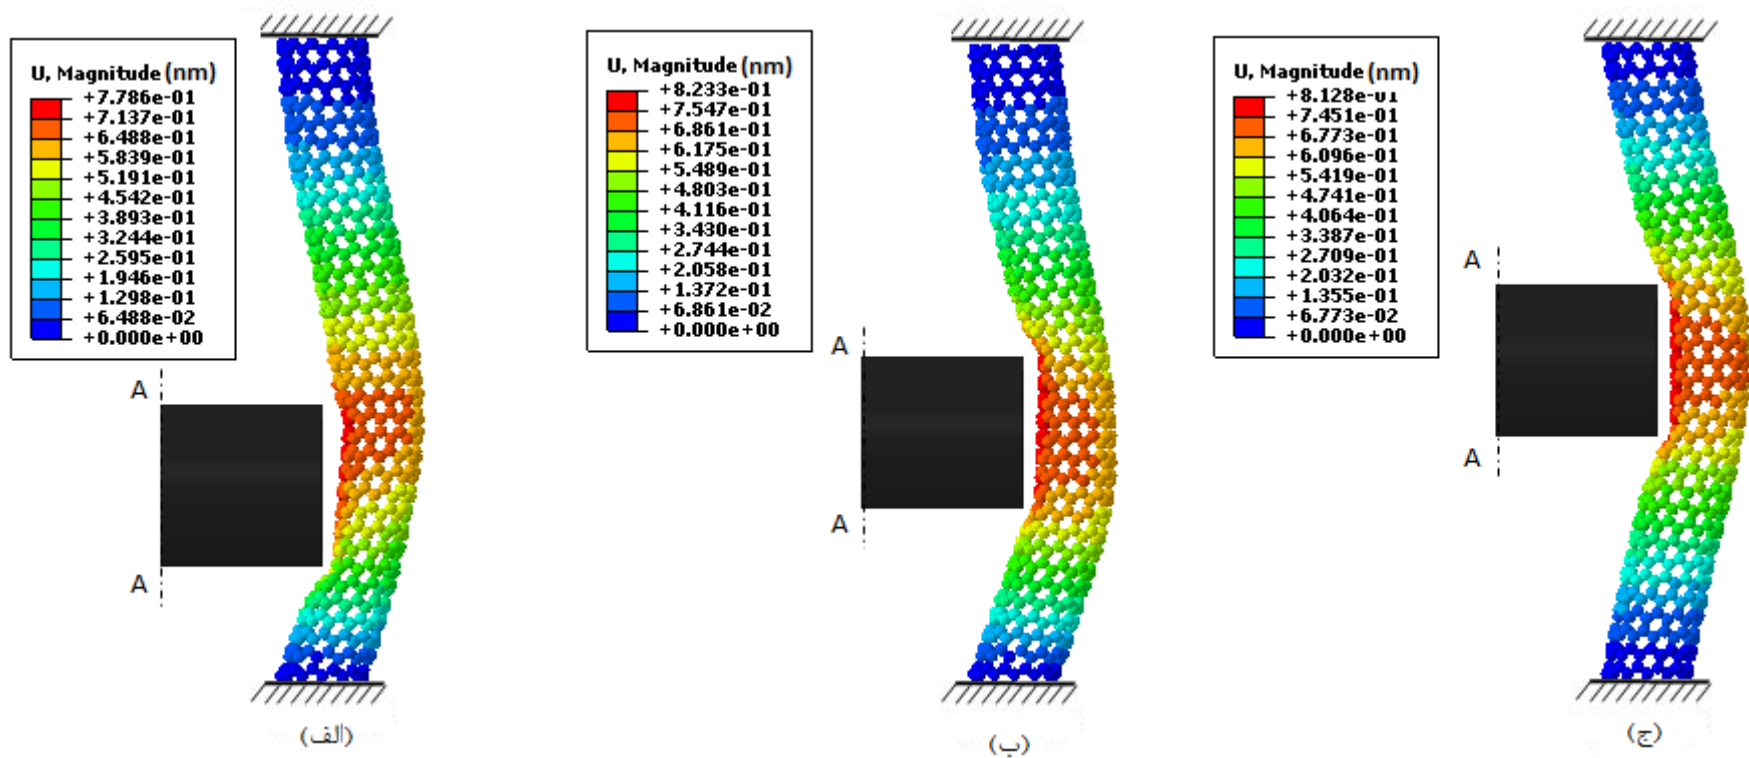 U, Magnitude (nm)
+7.786e-01
+7.137e-01
+6.488e-01
+5.839e-01
+5.191e-01
+4.542e-01
+3.893e-01
+3.244e-01
+2.595e-01
+1.946e-01
+1.298e-01
+6.488e-02
+0.000e+00
A
A
(الف)
U, Magnitude (nm)
+8.233e-01
+7.547e-01
+6.861e-01
+6.175e-01
+5.489e-01
+4.803e-01
+4.116e-01
+3.430e-01
+2.744e-01
+2.058e-01
+1.372e-01
+6.861e-02
+0.000e+00
A
A
(ب)
U, Magnitude (nm)
+8.128e-01
+7.451e-01
+6.773e-01
+6.096e-01
+5.419e-01
+4.741e-01
+4.064e-01
+3.387e-01
+2.709e-01
+2.032e-01
+1.355e-01
+6.773e-02
+0.000e+00
A
A
(ج)